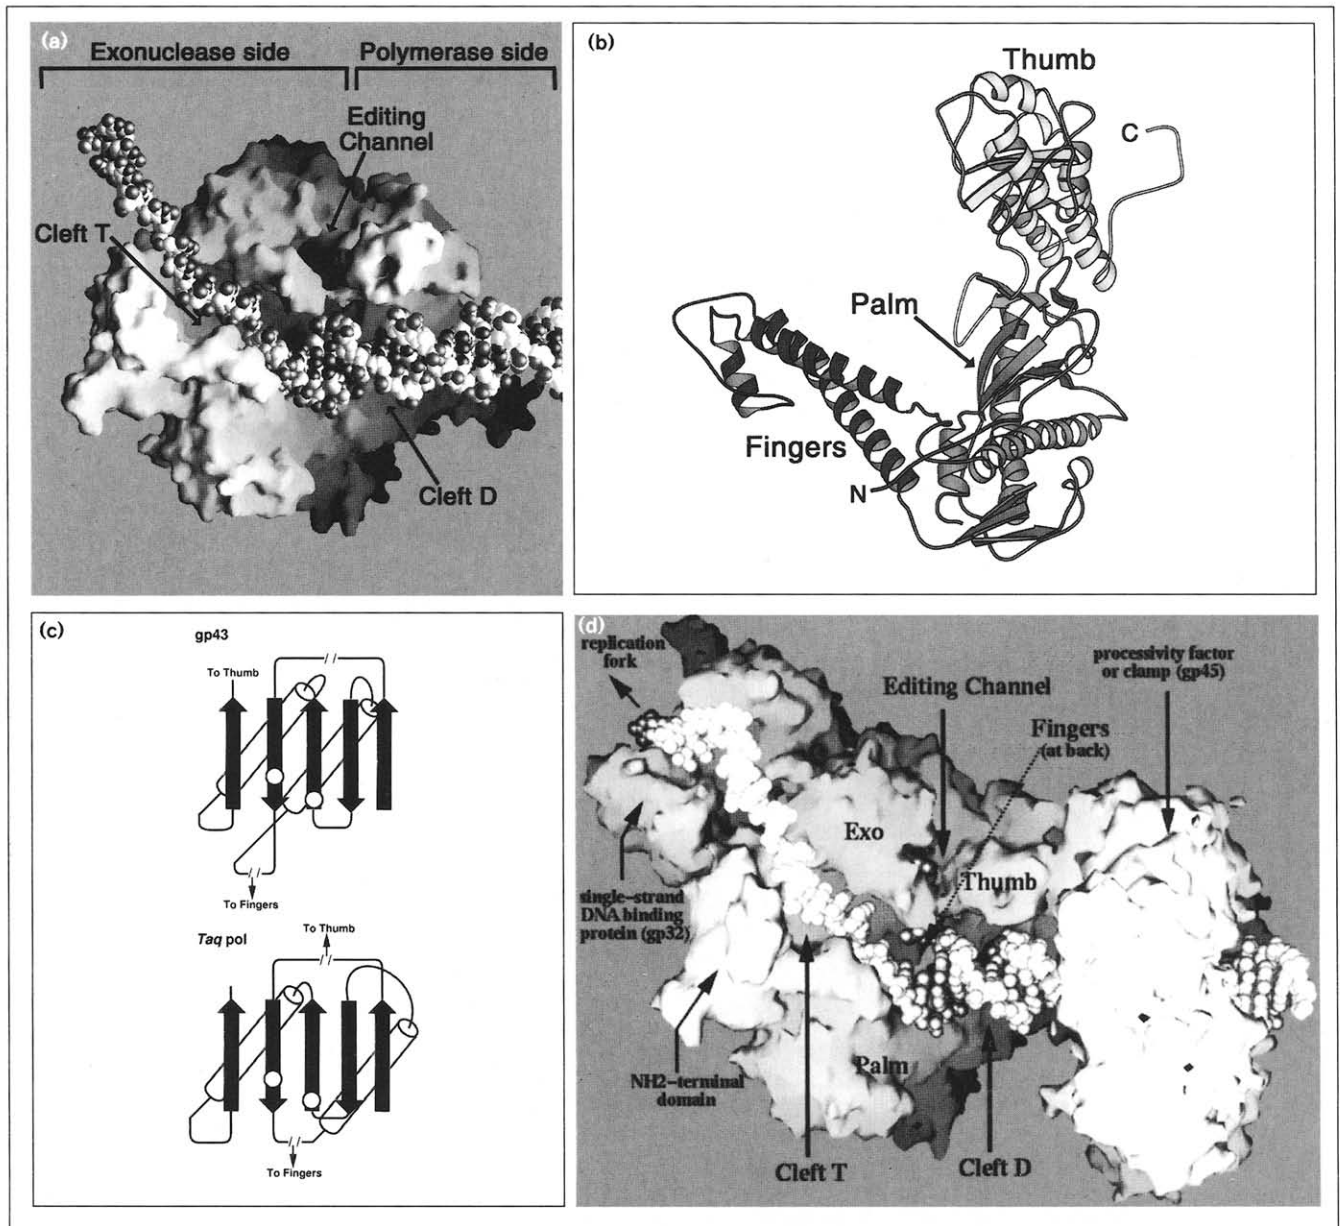 (a)
Exonuclease side
Polymerase side
Editing
Channel
Cleft T
Cleft D
(b)
Thumb
C
Palm
Fingers
N
(c)
gp43
To Thumb
To Fingers
Taq pol
To Thumb
To Fingers
(d)
replication
fork
Editing Channel
processivity factor
or clamp (gp45)
Fingers
(at back)
Exo
Thumb
single-strand
DNA binding
protein (gp32)
NH2-terminal
domain
Palm
Cleft T
Cleft D